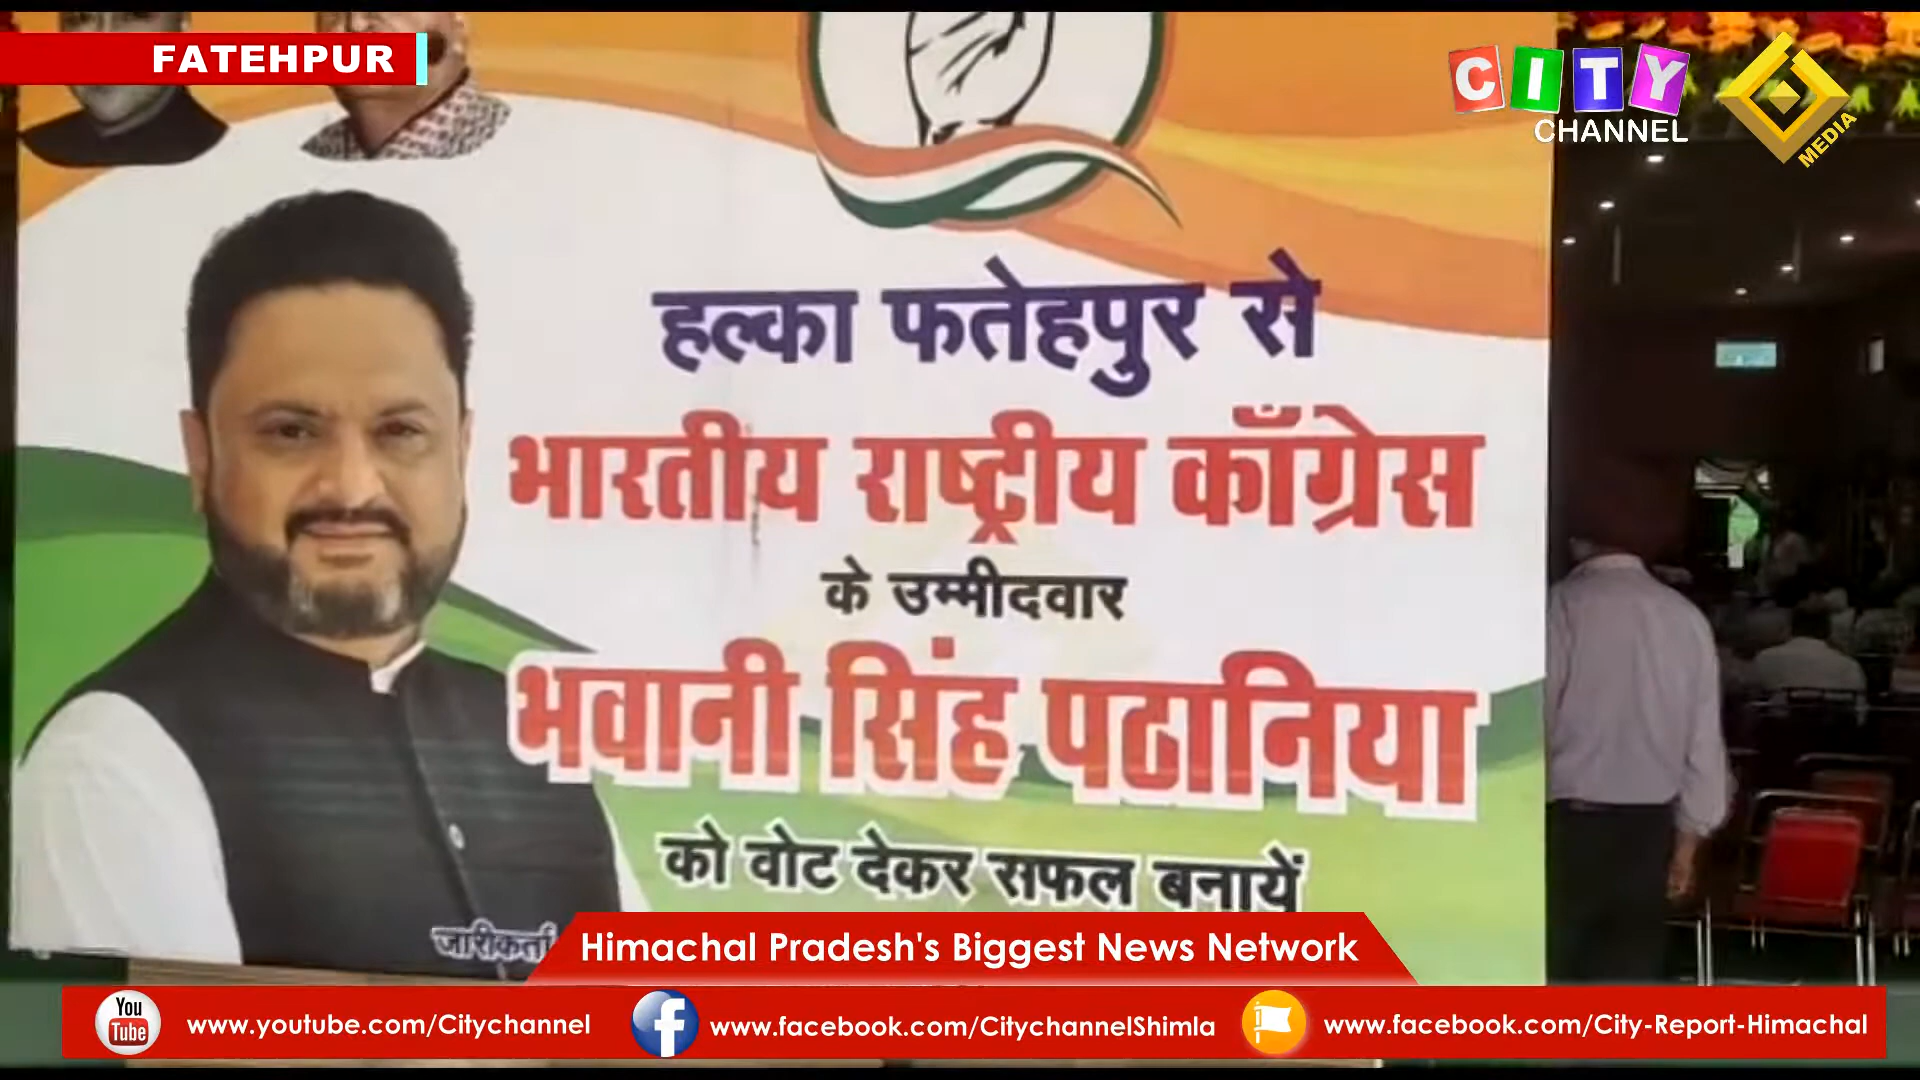 FATEHPUR
CITY
CHANNEL
MEDIA
हल्का फतेहपुर से
भारतीय राष्ट्रीय काँग्रेस
के उम्मीदवार
भवानी सिंह पठानिया
को वोट देकर सफल बनायें
जारीकर्ता
Himachal Pradesh's Biggest News Network
You
Tube
www.youtube.com/Citychannel
www.facebook.com/CitychannelShimla
www.facebook.com/City-Report-Himachal